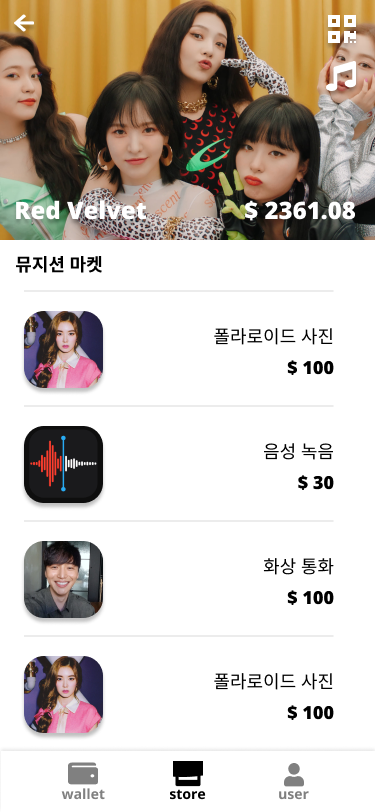 Red Velvet
$ 2361.08
뮤지션 마켓
폴라로이드 사진
$ 100
음성 녹음
$ 30
화상 통화
$ 100
폴라로이드 사진
$ 100
wallet
store
user